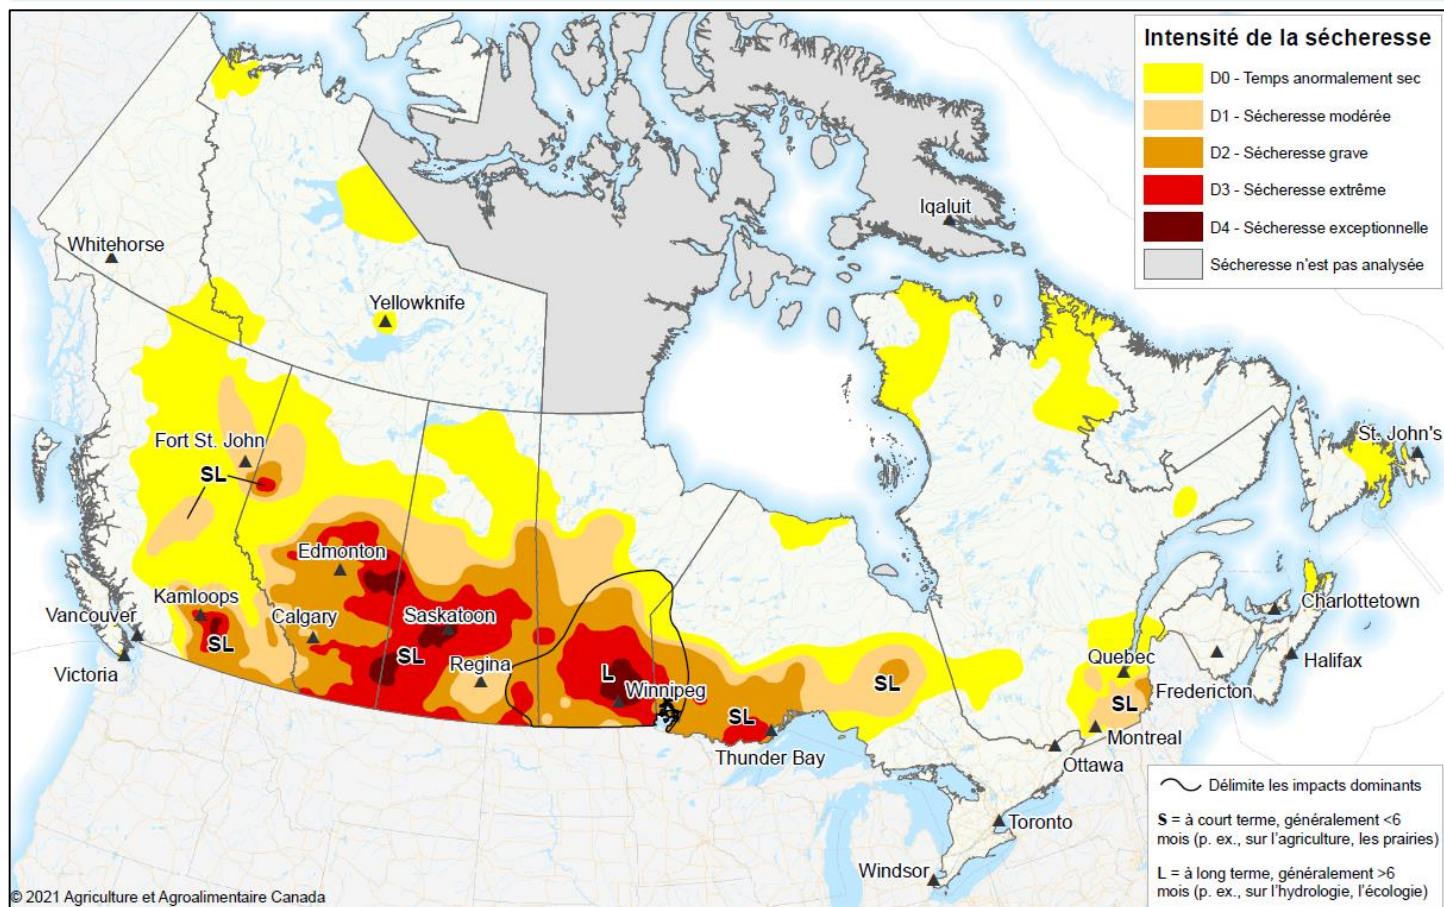 Intensité de la sécheresse
D0 - Temps anormalement sec
D1 - Sécheresse modérée
D2 - Sécheresse grave
D3 - Sécheresse extrême
D4 - Sécheresse exceptionnelle
Sécheresse n'est pas analysée
Iqaluit
Whitehorse
Yellowknife
Fort St. John
SL
St. John's
Edmonton
Kamloops
Vancouver
Calgary
Saskatoon
Charlottetown
SL
SL
Regina
L
Winnipeg
SL
Quebec
Halifax
Victoria
Fredericton
SL
SL
Montreal
Thunder Bay
Ottawa
Toronto
Windsor
Délimite les impacts dominants
S = à court terme, généralement <6
mois (p. ex., sur l'agriculture, les prairies)
L = à long terme, généralement >6
mois (p. ex., sur l'hydrologie, l'écologie)
© 2021 Agriculture et Agroalimentaire Canada